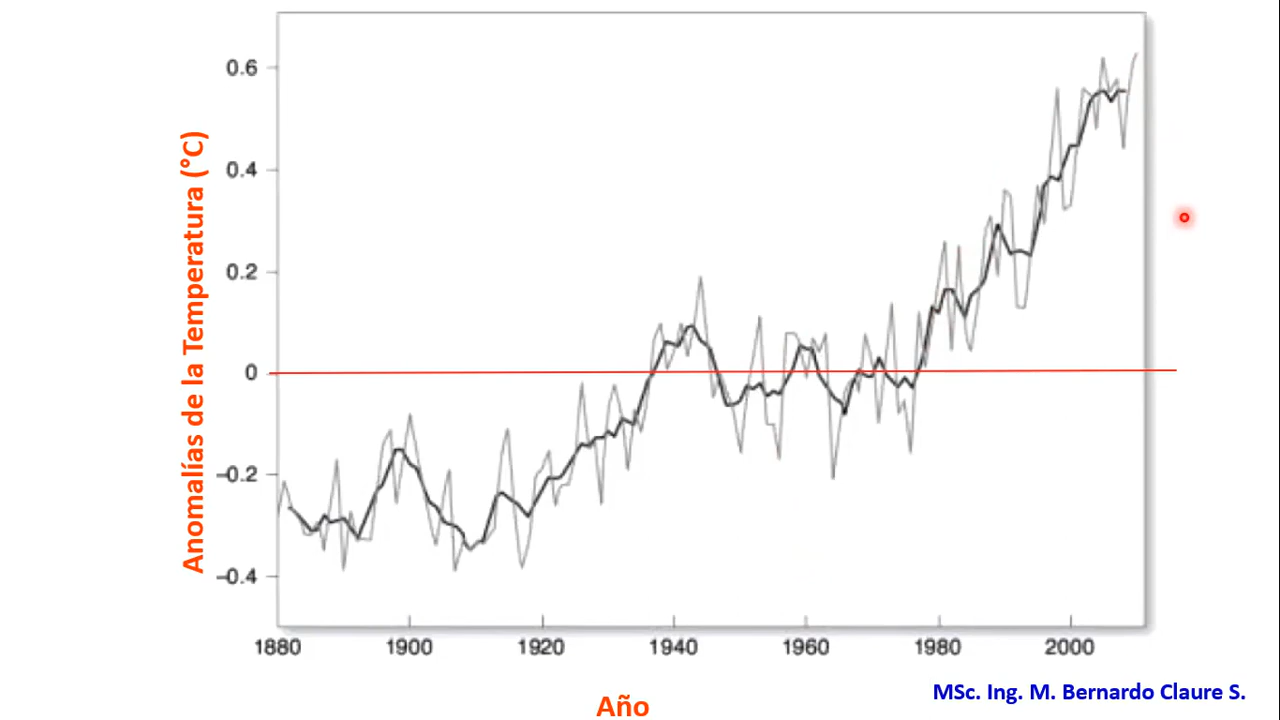 0.6
0.4
0.2
0
–0.2
–0.4
Anomalías de la Temperatura (°C)
1880 1900 1920 1940 1960 1980 2000
Año
MSc. Ing. M. Bernardo Claure S.